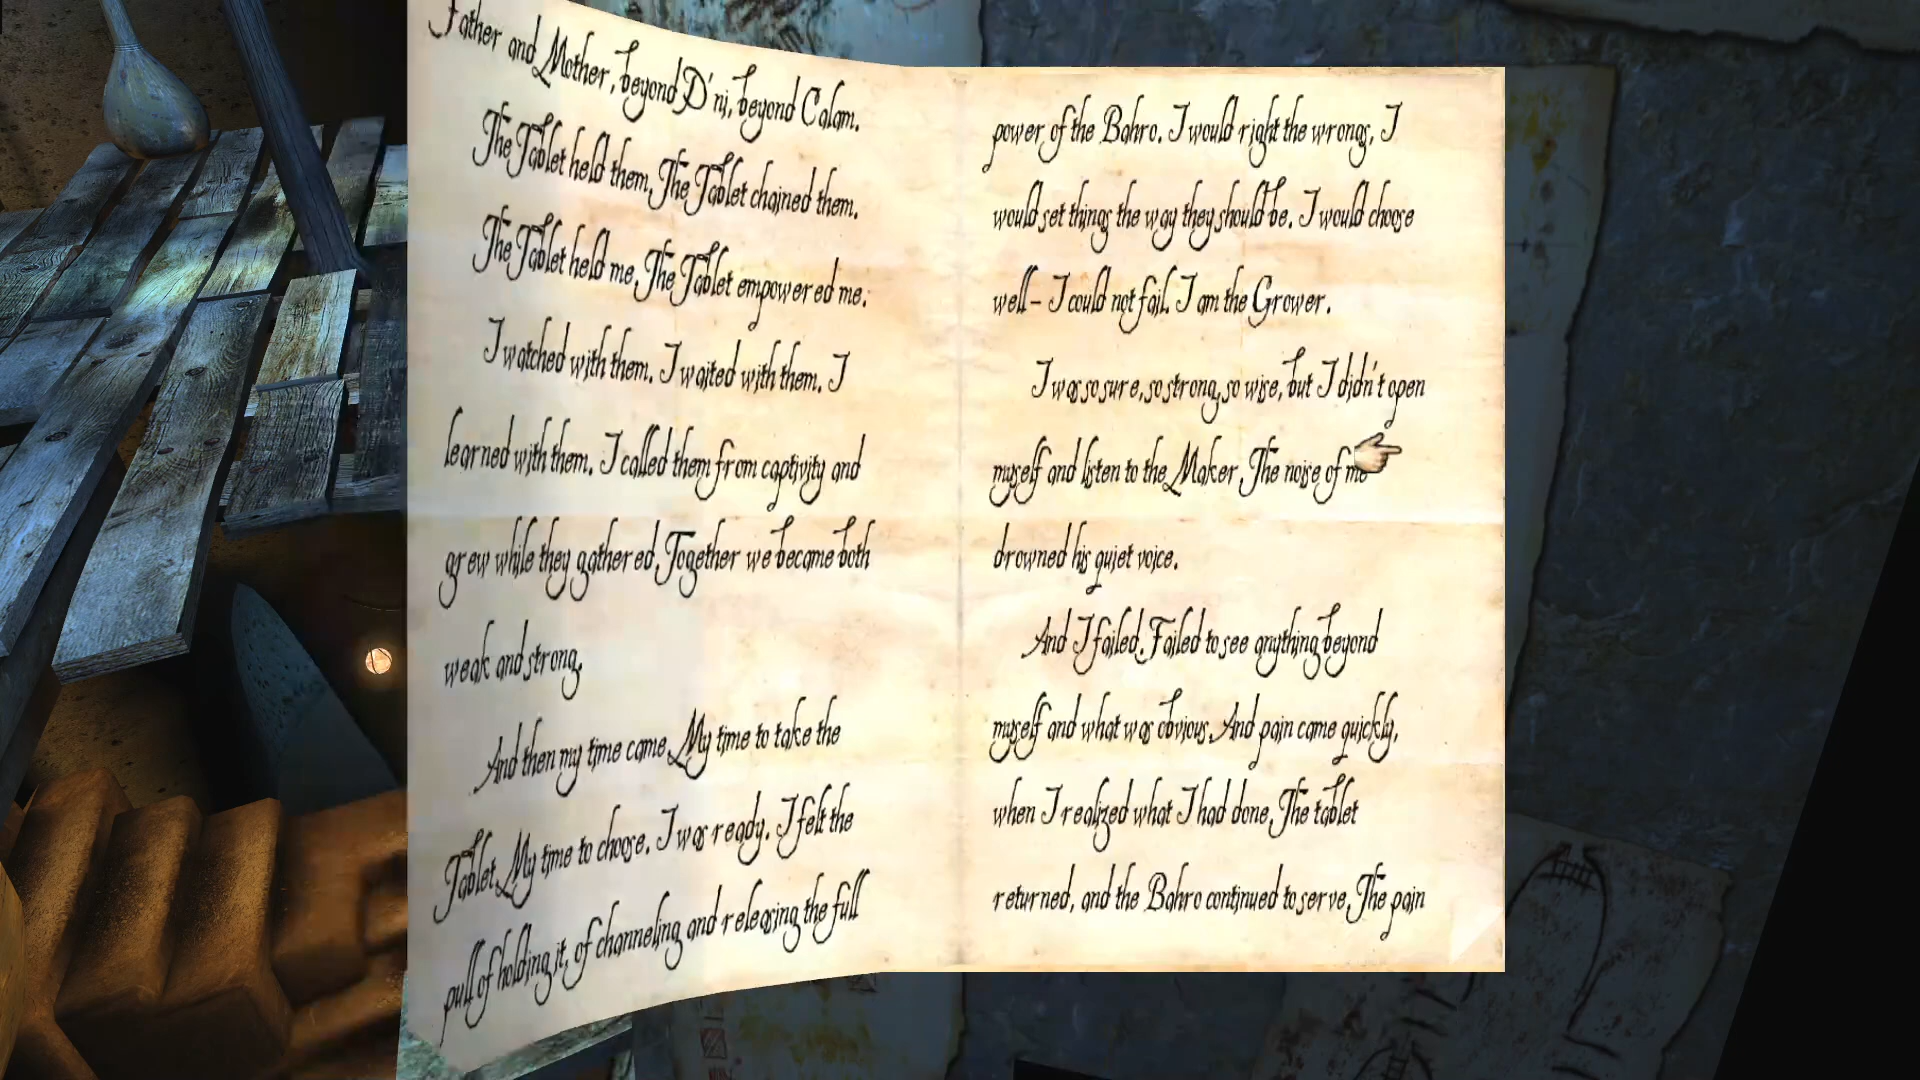 Father and Mother, beyond D'ni, beyond Calam.
The Tablet held them, The Tablet chained them.
The Tablet held me, The Tablet empowered me.
I watched with them. I waited with them. I
learned with them. I called them from captivity and
grew while they gathered. Together we became both
weak and strong.
And then my time came. My time to take the
Tablet. My time to choose. I was ready. I felt the
pull of holding it, of channeling and releasing the full
power of the Bahro. I would right the wrongs, I
would set things the way they should be. I would choose
well - I could not fail. I am the Grower.
I was so sure, so strong, so wise, but I didn't open
myself and listen to the Maker. The noise of me
drowned his quiet voice.
And I failed. Failed to see anything beyond
myself and what was obvious. And pain came quickly,
when I realized what I had done. The tablet
returned, and the Bahro continued to serve. The pain